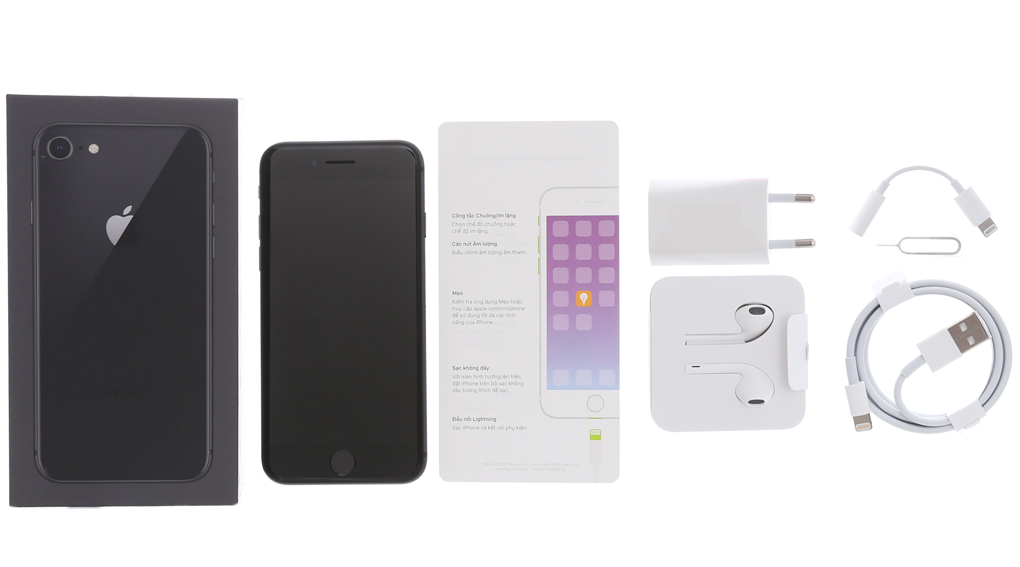 Công tắc Chuông/im lặng
Chọn chế độ chuông hoặc
chế độ im lặng.
Các nút Âm lượng
Điều chỉnh âm lượng âm thanh.
Mẹo
Kiểm tra ứng dụng Mẹo hoặc
truy cập apple.com/vn/iphone
để sử dụng tối đa các tính
năng của iPhone.
Sạc không dây
Với màn hình hướng lên trên,
đặt iPhone trên bộ sạc không
dây tương thích để sạc.
Đầu nối Lightning
Sạc iPhone và kết nối phụ kiện.